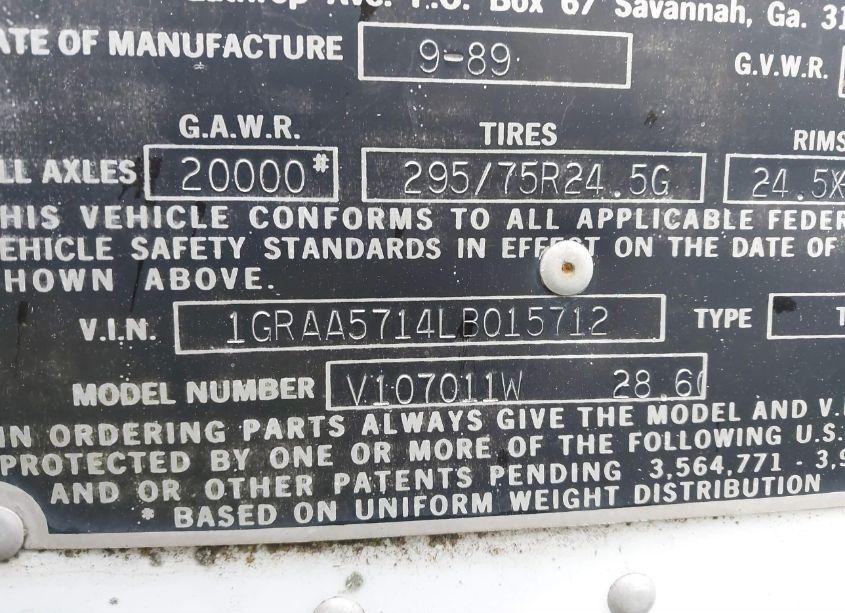 Ave. P.O. Box 67 Savannah, Ga. 31
ATE OF MANUFACTURE 9-89 G.V.W.R.
G.A.W.R. TIRES RIMS
LL AXLES 20000# 295/75R24.5G 24.5X
HIS VEHICLE CONFORMS TO ALL APPLICABLE FEDER
EHICLE SAFETY STANDARDS IN EFFECT ON THE DATE OF
HOWN ABOVE.
V.I.N. 1GRAA5714LB015712 TYPE T
MODEL NUMBER V107011W 28.6
IN ORDERING PARTS ALWAYS GIVE THE MODEL AND V.I
PROTECTED BY ONE OR MORE OF THE FOLLOWING U.S.
AND OR OTHER PATENTS PENDING 3,564,771 - 3,9
* BASED ON UNIFORM WEIGHT DISTRIBUTION